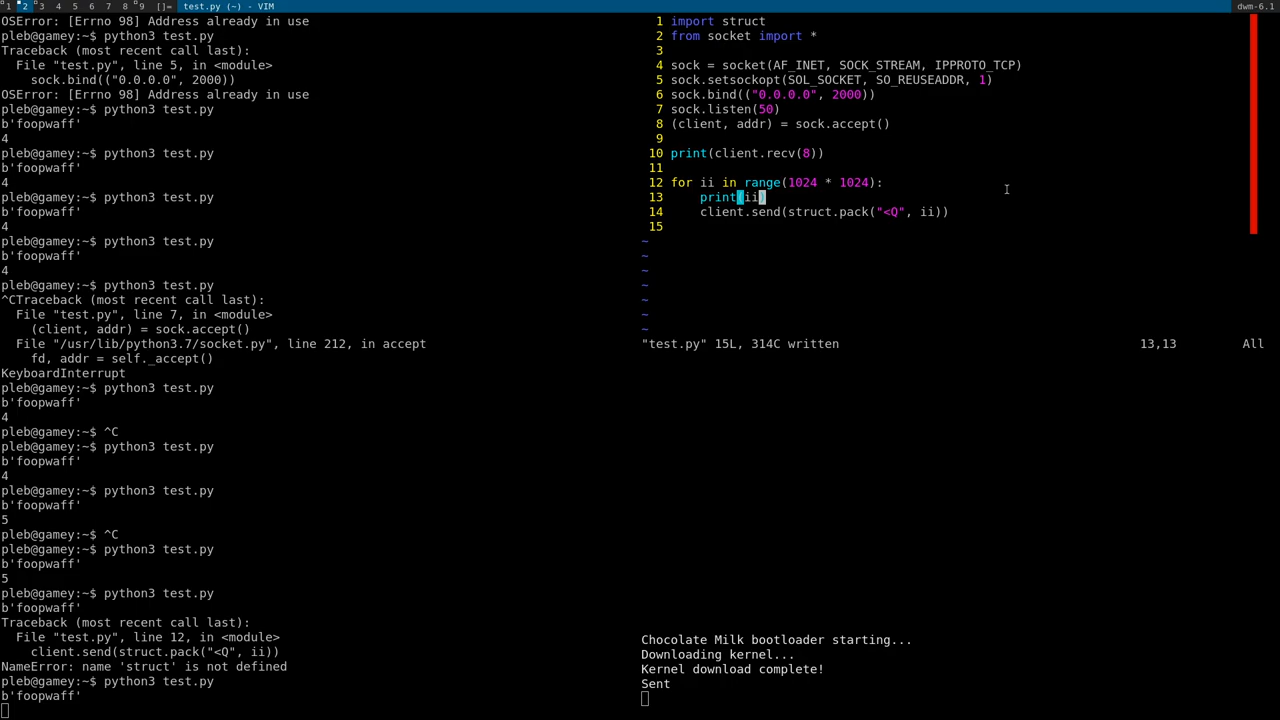 1 2 3 4 5 6 7 8 9 []= test.py (~) - VIM dwm-6.1
OSError: [Errno 98] Address already in use
pleb@gamey:~$ python3 test.py
Traceback (most recent call last):
  File "test.py", line 5, in <module>
    sock.bind(("0.0.0.0", 2000))
OSError: [Errno 98] Address already in use
pleb@gamey:~$ python3 test.py
b'foopwaff'
4
pleb@gamey:~$ python3 test.py
b'foopwaff'
4
pleb@gamey:~$ python3 test.py
b'foopwaff'
4
pleb@gamey:~$ python3 test.py
b'foopwaff'
4
pleb@gamey:~$ python3 test.py
^CTraceback (most recent call last):
  File "test.py", line 7, in <module>
    (client, addr) = sock.accept()
  File "/usr/lib/python3.7/socket.py", line 212, in accept
    fd, addr = self._accept()
KeyboardInterrupt
pleb@gamey:~$ python3 test.py
b'foopwaff'
4
pleb@gamey:~$ ^C
pleb@gamey:~$ python3 test.py
b'foopwaff'
4
pleb@gamey:~$ python3 test.py
b'foopwaff'
5
pleb@gamey:~$ ^C
pleb@gamey:~$ python3 test.py
b'foopwaff'
5
pleb@gamey:~$ python3 test.py
b'foopwaff'
Traceback (most recent call last):
  File "test.py", line 12, in <module>
    client.send(struct.pack("<Q", ii))
NameError: name 'struct' is not defined
pleb@gamey:~$ python3 test.py
b'foopwaff'
1 import struct
2 from socket import *
3
4 sock = socket(AF_INET, SOCK_STREAM, IPPROTO_TCP)
5 sock.setsockopt(SOL_SOCKET, SO_REUSEADDR, 1)
6 sock.bind(("0.0.0.0", 2000))
7 sock.listen(50)
8 (client, addr) = sock.accept()
9
10 print(client.recv(8))
11
12 for ii in range(1024 * 1024):
13     print(ii)
14     client.send(struct.pack("<Q", ii))
15
~
~
~
~
~
~
~
"test.py" 15L, 314C written 13,13 All
Chocolate Milk bootloader starting...
Downloading kernel...
Kernel download complete!
Sent